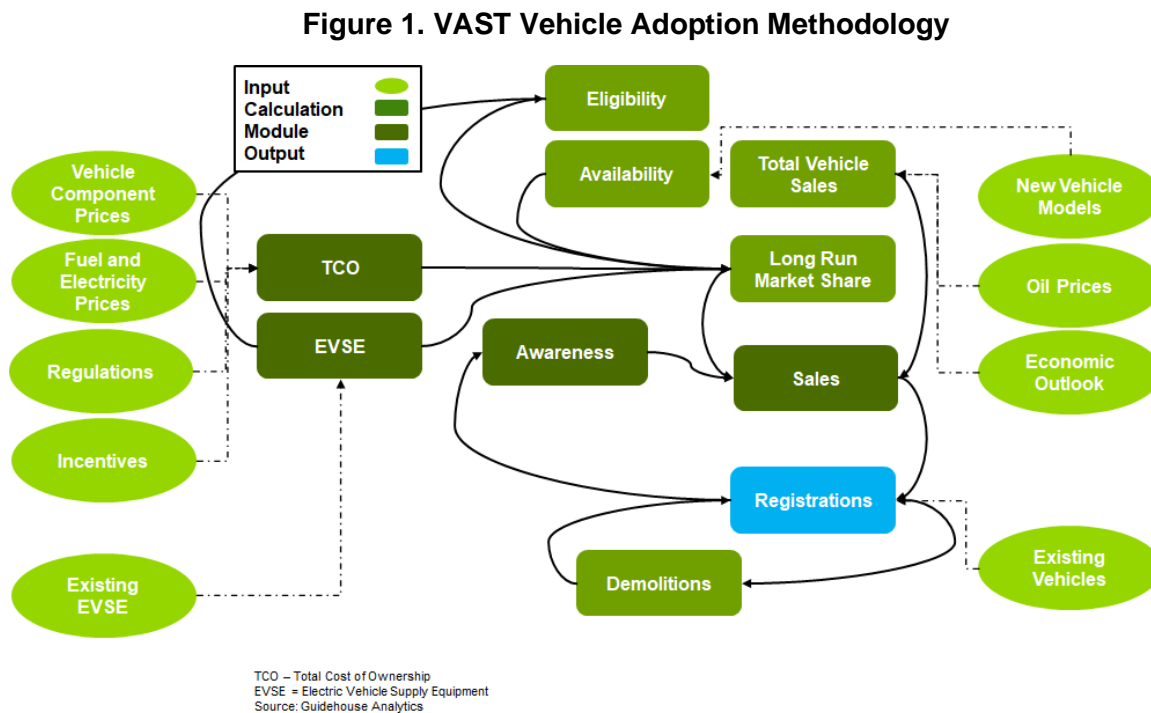 Figure 1. VAST Vehicle Adoption Methodology
Input
Calculation
Module
Output
Eligibility
Availability
Total Vehicle
Sales
Vehicle
Component
Prices
New Vehicle
Models
Fuel and
Electricity
Prices
TCO
Long Run
Market Share
Oil Prices
EVSE
Awareness
Sales
Regulations
Economic
Outlook
Incentives
Registrations
Existing
EVSE
Demolitions
Existing
Vehicles
TCO – Total Cost of Ownership
EVSE = Electric Vehicle Supply Equipment
Source: Guidehouse Analytics